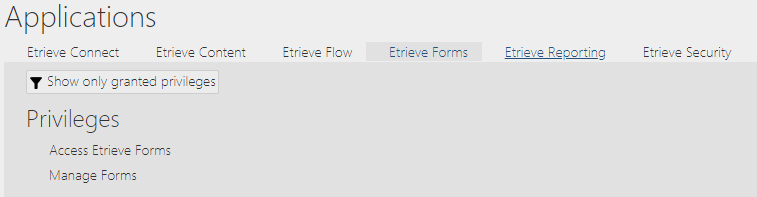 Applications
Etrieve Connect Etrieve Content Etrieve Flow Etrieve Forms Etrieve Reporting Etrieve Security
Show only granted privileges
Privileges
Access Etrieve Forms
Manage Forms